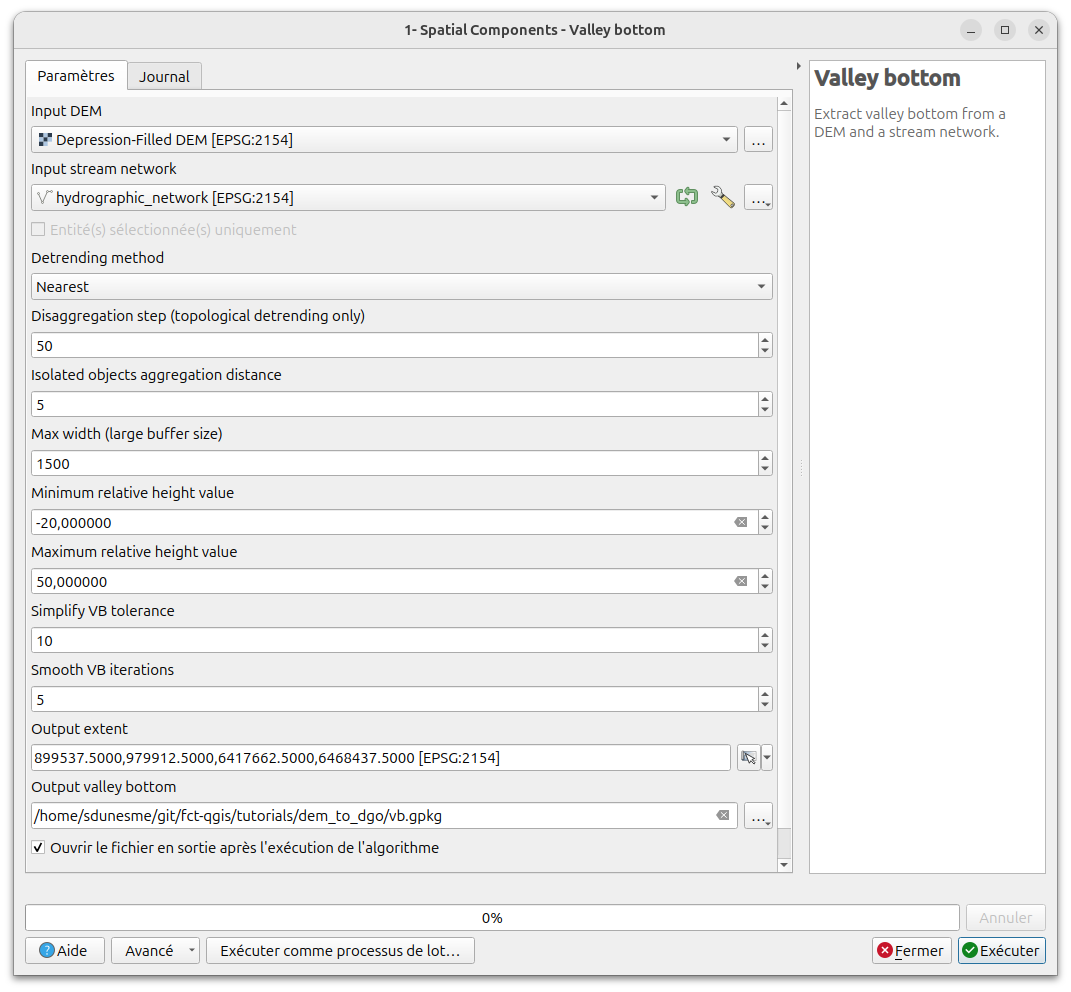 1- Spatial Components - Valley bottom
Paramètres
Journal
Input DEM
Depression-Filled DEM [EPSG:2154]
...
Input stream network
hydrographic_network [EPSG:2154]
...
Entité(s) sélectionnée(s) uniquement
Detrending method
Nearest
Disaggregation step (topological detrending only)
50
Isolated objects aggregation distance
5
Max width (large buffer size)
1500
Minimum relative height value
-20,000000
Maximum relative height value
50,000000
Simplify VB tolerance
10
Smooth VB iterations
5
Output extent
899537.5000,979912.5000,6417662.5000,6468437.5000 [EPSG:2154]
Output valley bottom
/home/sdunesme/git/fct-qgis/tutorials/dem_to_dgo/vb.gpkg
...
Ouvrir le fichier en sortie après l'exécution de l'algorithme
Valley bottom
Extract valley bottom from a
DEM and a stream network.
0%
Annuler
Aide
Avancé
Exécuter comme processus de lot...
Fermer
Exécuter